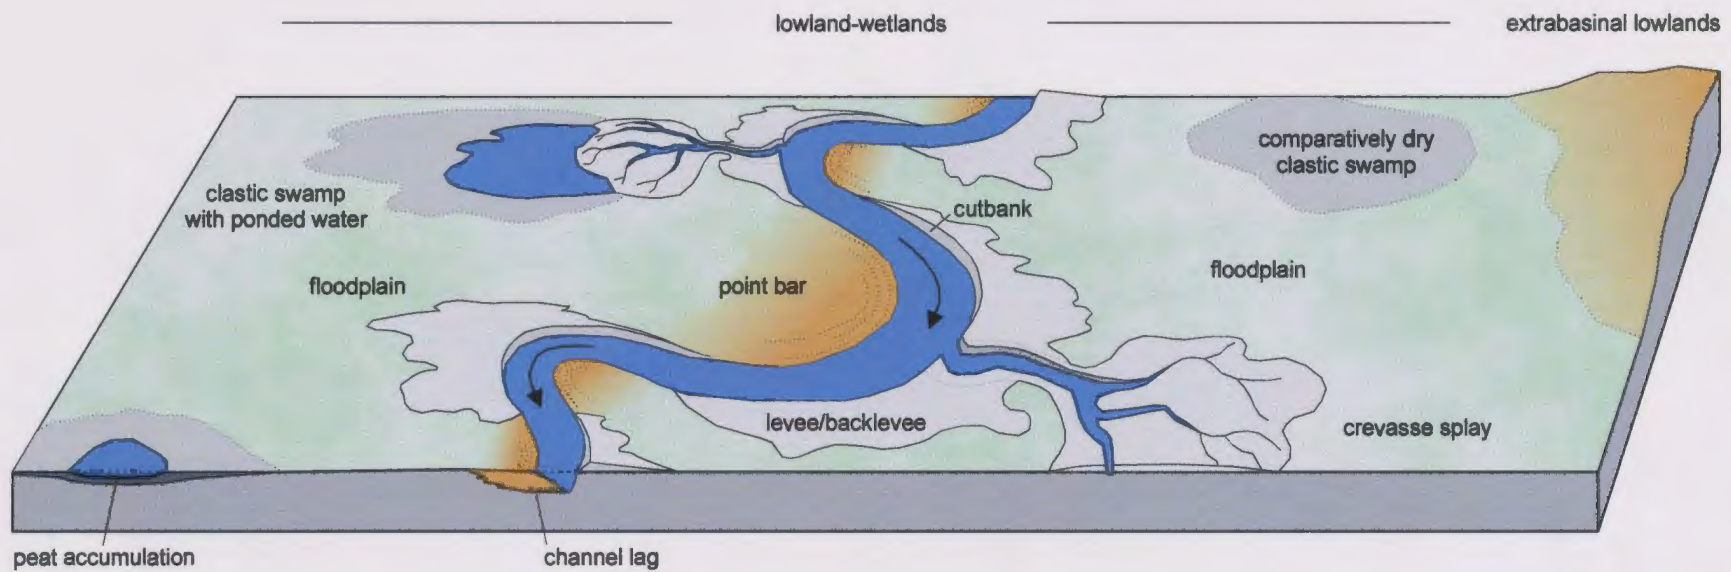 lowland-wetlands
extrabasinal lowlands
comparatively dry
clastic swamp
clastic swamp
with ponded water
cutbank
floodplain
point bar
floodplain
levee/backlevee
crevasse splay
peat accumulation
channel lag